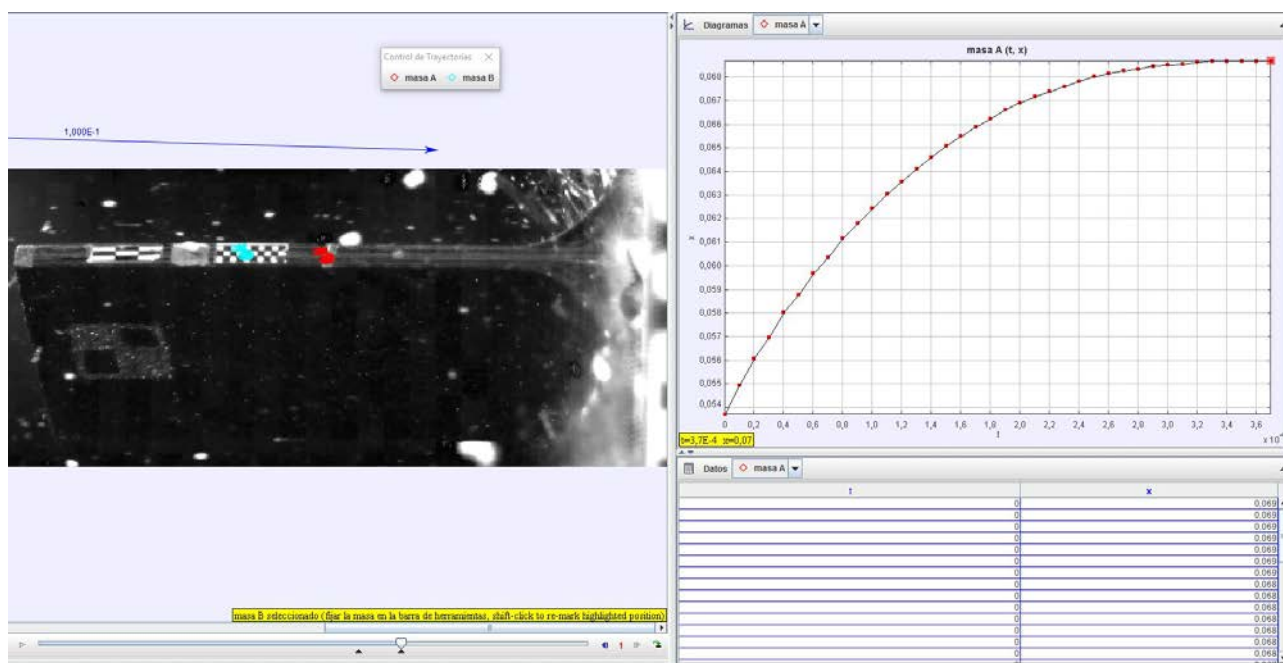 Control de Trayectorias
masa A masa B
1,000E-1
masa B seleccionado (fijar la masa en la barra de herramientas, shift-click to re-mark highlighted position)
1
Diagramas masa A
masa A (t, x)
0,068
0,067
0,066
0,065
0,064
0,063
0,062
x
0,061
0,060
0,059
0,058
0,057
0,056
0,055
0,054
0 0,2 0,4 0,6 0,8 1,0 1,2 1,4 1,6 1,8 2,0 2,2 2,4 2,6 2,8 3,0 3,2 3,4 3,6
t
t=3,7E-4 x=0,07
Datos masa A
t x
0 0,069
0 0,069
0 0,069
0 0,069
0 0,069
0 0,069
0 0,069
0 0,068
0 0,068
0 0,068
0 0,068
0 0,068
0 0,068
0 0,068